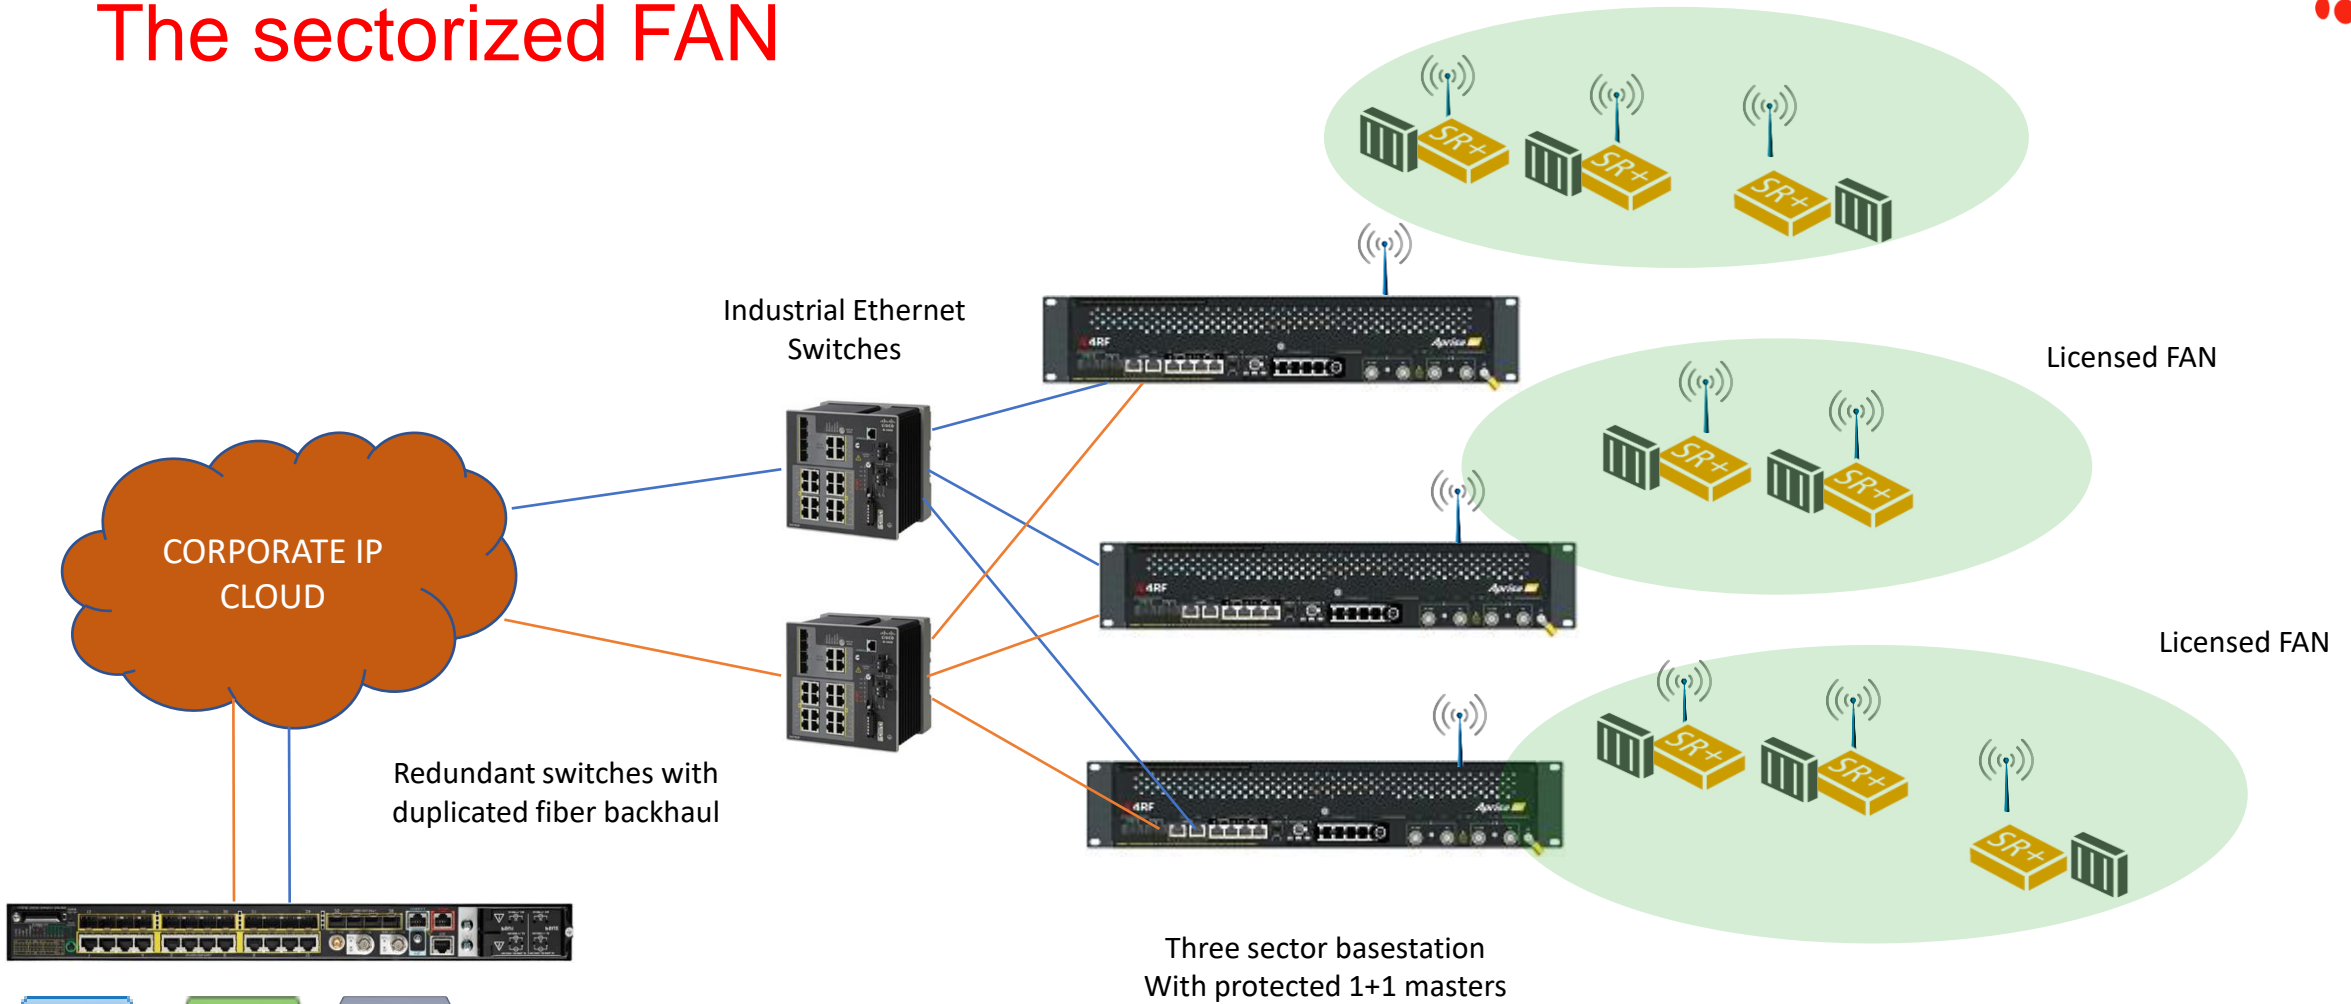 The sectorized FAN
SR+
SR+
SR+
Industrial Ethernet
Switches
4RF
Aprisa
Licensed FAN
SR+
SR+
CORPORATE IP
CLOUD
4RF
Aprisa
Licensed FAN
SR+
SR+
SR+
Redundant switches with
duplicated fiber backhaul
4RF
Aprisa
Three sector basestation
With protected 1+1 masters